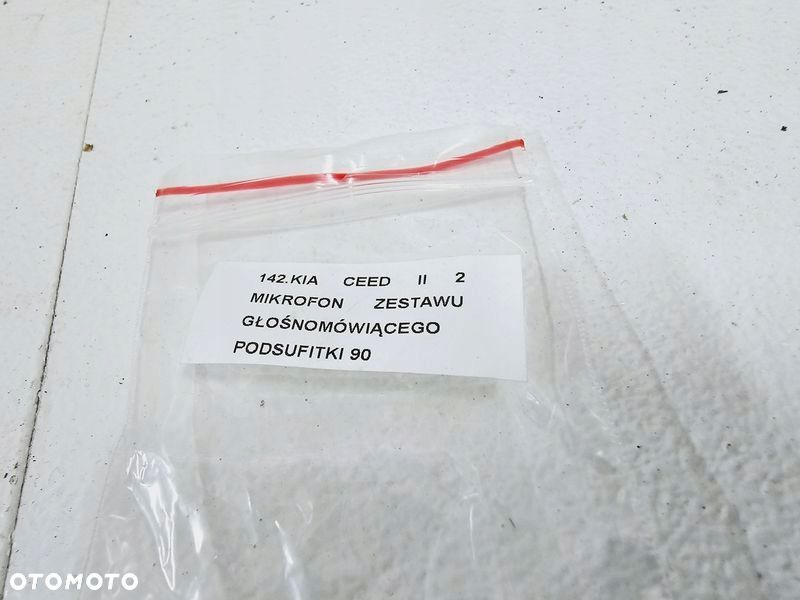 142.KIA CEED II 2
MIKROFON ZESTAWU
GŁOŚNOMÓWIĄCEGO
PODSUFITKI 90
OTOMOTO